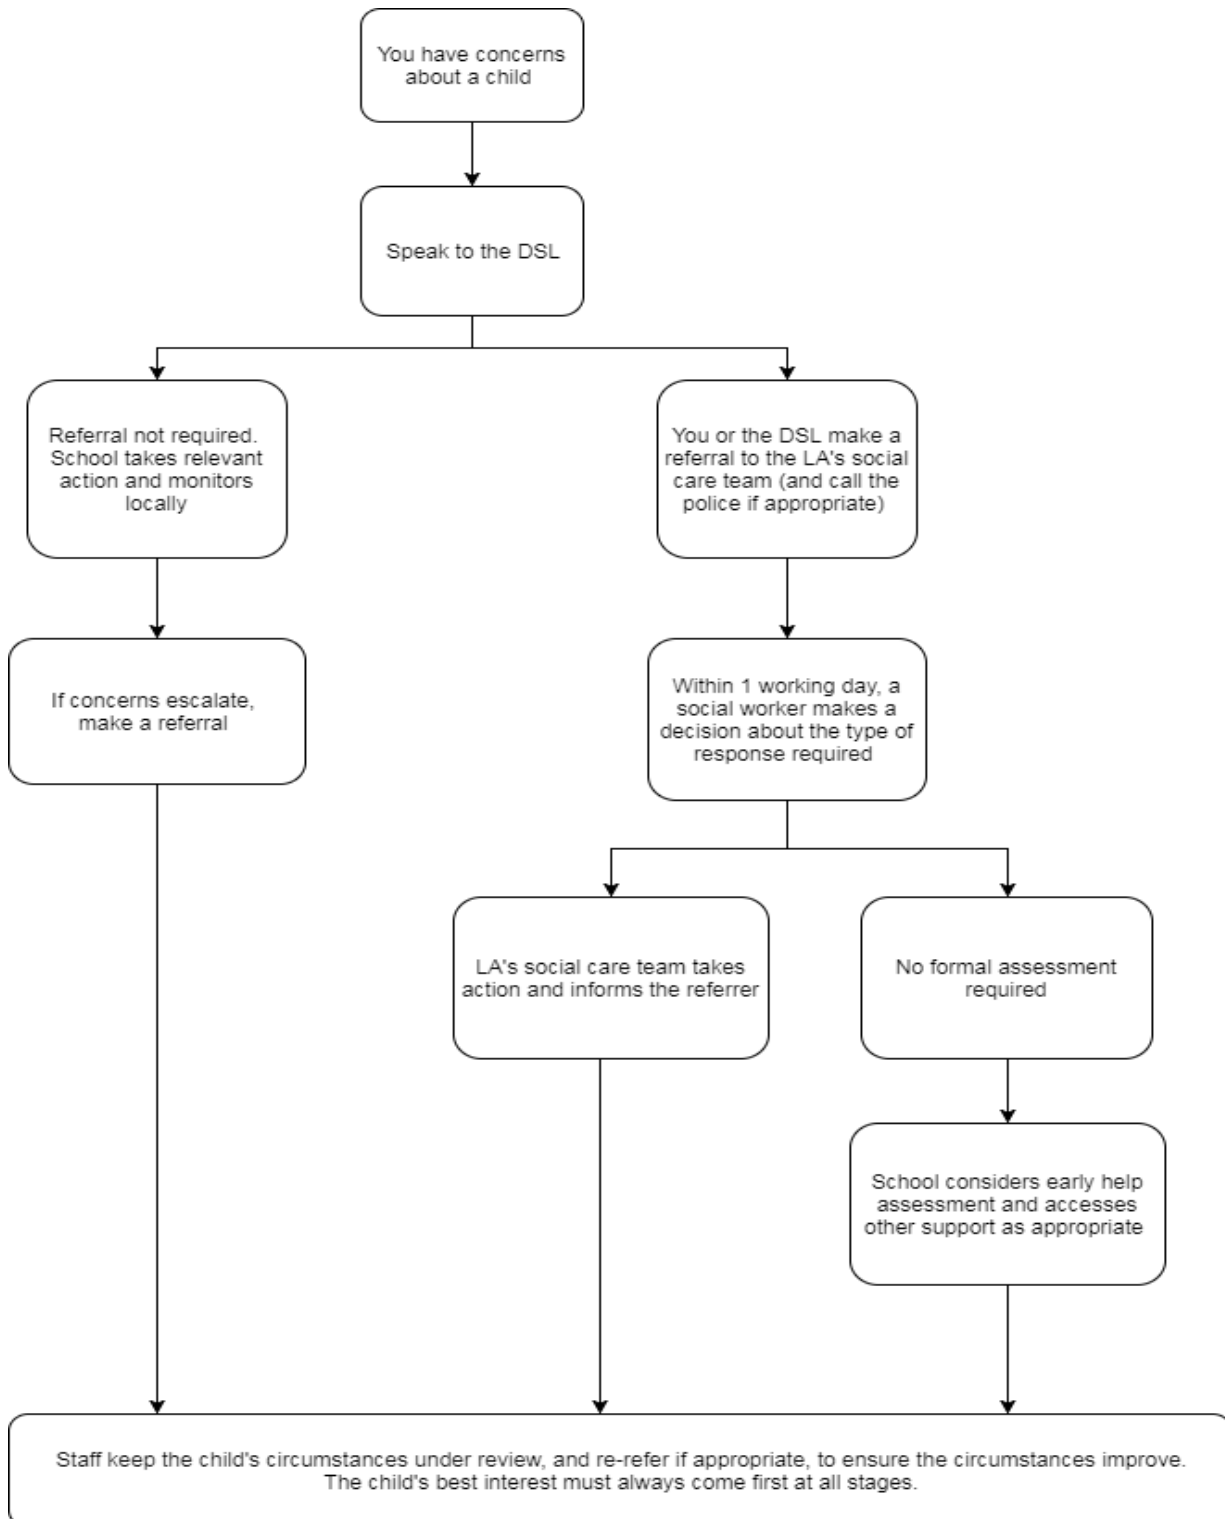 You have concerns
about a child
Speak to the DSL
Referral not required.
School takes relevant
action and monitors
locally
You or the DSL make a
referral to the LA's social
care team (and call the
police if appropriate)
If concerns escalate,
make a referral
Within 1 working day, a
social worker makes a
decision about the type of
response required
LA's social care team takes
action and informs the referrer
No formal assessment
required
School considers early help
assessment and accesses
other support as appropriate
Staff keep the child's circumstances under review, and re-refer if appropriate, to ensure the circumstances improve.
The child's best interest must always come first at all stages.